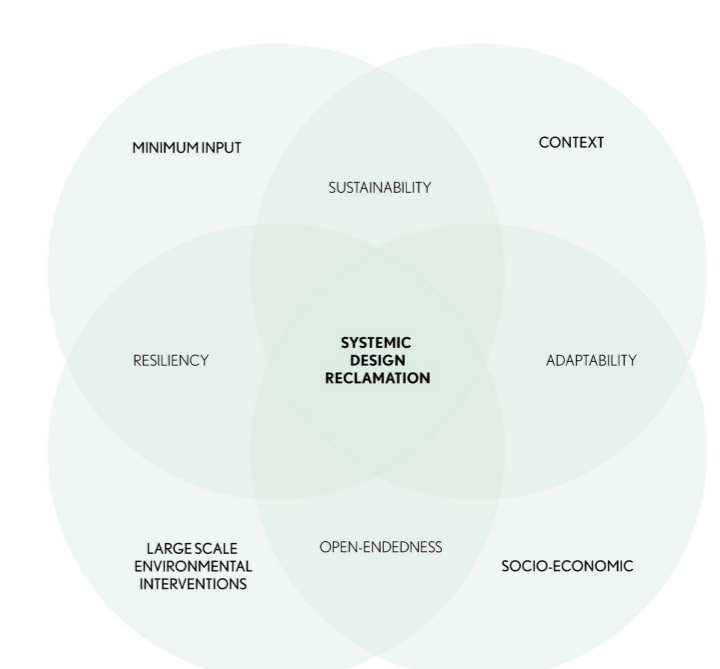 MINIMUM INPUT
CONTEXT
SUSTAINABILITY
RESILIENCY
SYSTEMIC
DESIGN
RECLAMATION
ADAPTABILITY
LARGE SCALE
ENVIRONMENTAL
INTERVENTIONS
OPEN-ENDEDNESS
SOCIO-ECONOMIC